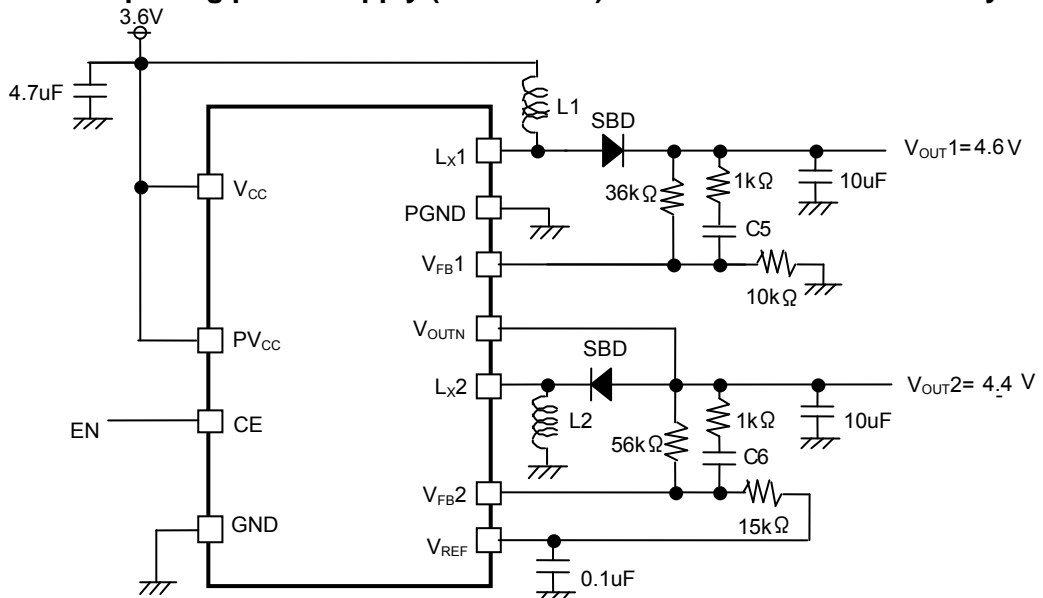 3.6V
4.7uF
L1
SBD
LX1
VOUT1=4.6 V
VCC
36kΩ
1kΩ
10uF
PGND
C5
VFB1
10kΩ
VOUTN
SBD
PVCC
LX2
VOUT2= 4.4 V
EN
CE
L2
56kΩ
1kΩ
10uF
C6
VFB2
GND
15kΩ
VREF
0.1uF